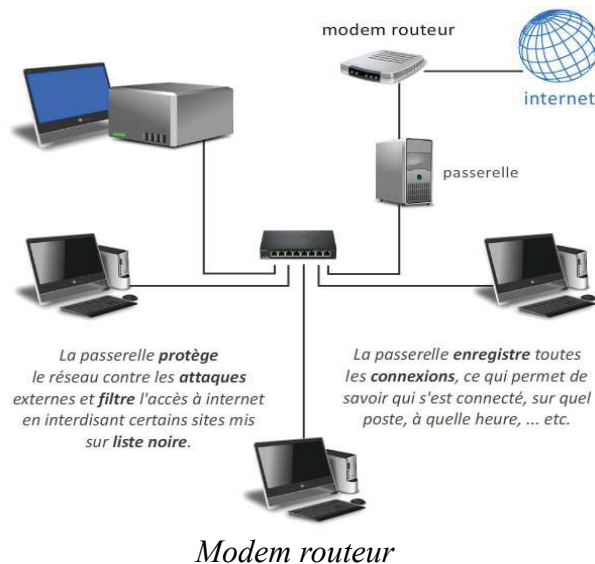 modem routeur
internet
passerelle
La passerelle protège
le réseau contre les attaques
externes et filtre l'accès à internet
en interdisant certains sites mis
sur liste noire.
La passerelle enregistre toutes
les connexions, ce qui permet de
savoir qui s'est connecté, sur quel
poste, à quelle heure, ... etc.
Modem routeur